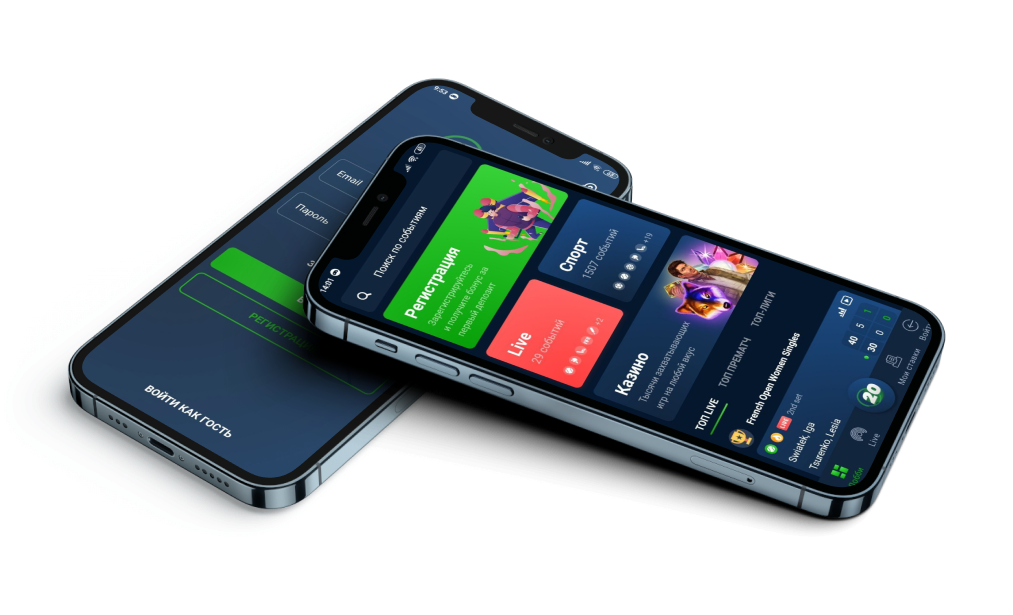 9:53
Email
Пароль
РЕГИСТРАЦ
ВОЙТИ КАК ГОСТЬ
14:01
Поиск по событиям
Регистрация
Зарегистрируйтесь
и получите бонус за
первый депозит
Live
29 событий
+2
Спорт
1507 событий
+19
Казино
Тысячи захватывающих
игр на любой вкус
ТОП LIVE
ТОП ПРЕМАТЧ
ТОП-ЛИГИ
French Open Women Singles
LIVE
2nd set
Swiatek, Iga
40 5 1
Tsurenko, Lesia
30 0 0
Лобби
Live
20
Мои ставки
Войти